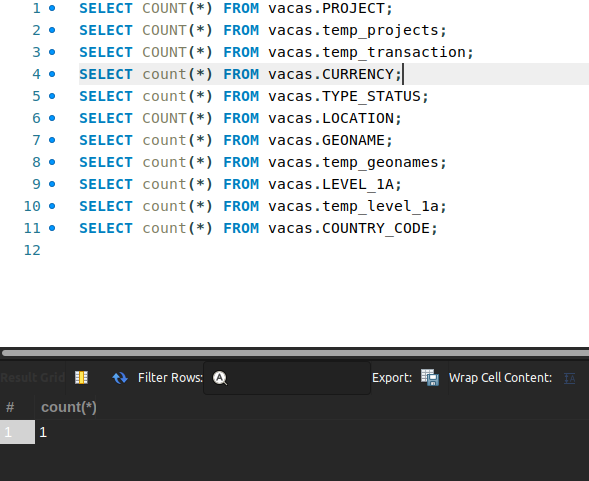 1 SELECT COUNT(*) FROM vacas.PROJECT;
2 SELECT COUNT(*) FROM vacas.temp_projects;
3 SELECT COUNT(*) FROM vacas.temp_transaction;
4 SELECT count(*) FROM vacas.CURRENCY;
5 SELECT count(*) FROM vacas.TYPE_STATUS;
6 SELECT COUNT(*) FROM vacas.LOCATION;
7 SELECT count(*) FROM vacas.GEONAME;
8 SELECT count(*) FROM vacas.temp_geonames;
9 SELECT count(*) FROM vacas.LEVEL_1A;
10 SELECT count(*) FROM vacas.temp_level_1a;
11 SELECT count(*) FROM vacas.COUNTRY_CODE;
12
Result Grid Filter Rows: A Export: Wrap Cell Content: IA
# count(*)
1 1